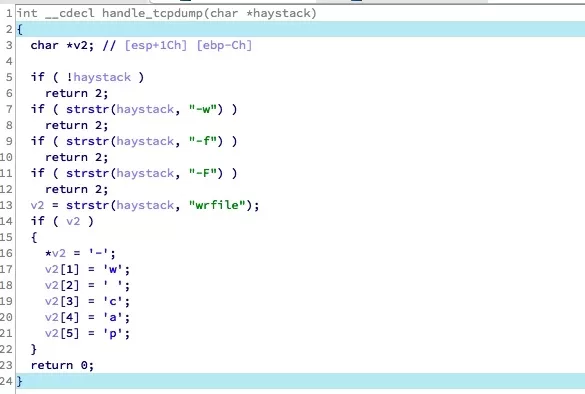 1 int __cdecl handle_tcpdump(char *haystack)
2 {
3   char *v2; // [esp+1Ch] [ebp-Ch]
4
5   if ( !haystack )
6     return 2;
7   if ( strstr(haystack, "-w") )
8     return 2;
9   if ( strstr(haystack, "-f") )
10     return 2;
11   if ( strstr(haystack, "-F") )
12     return 2;
13   v2 = strstr(haystack, "wrfile");
14   if ( v2 )
15   {
16     *v2 = '-';
17     v2[1] = 'w';
18     v2[2] = ' ';
19     v2[3] = 'c';
20     v2[4] = 'a';
21     v2[5] = 'p';
22   }
23   return 0;
24 }